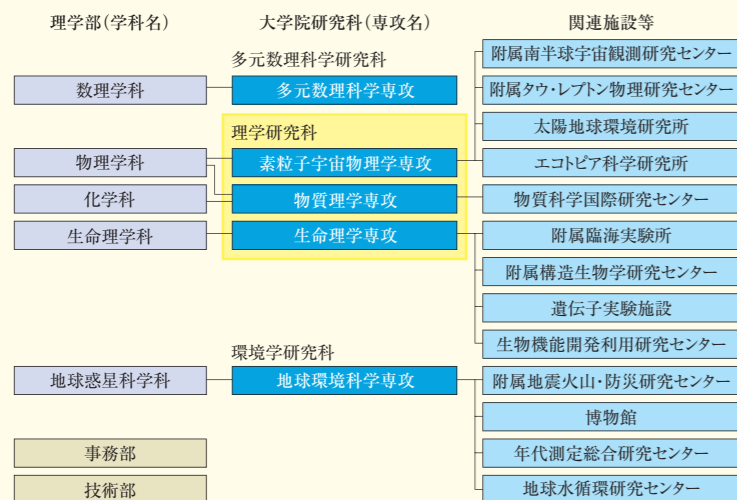 理学部(学科名)
大学院研究科(専攻名)
関連施設等
多元数理科学研究科
附属南半球宇宙観測研究センター
数理学科
多元数理科学専攻
附属タウ・レプトン物理研究センター
理学研究科
太陽地球環境研究所
物理学科
素粒子宇宙物理学専攻
エコトピア科学研究所
化学科
物質理学専攻
物質科学国際研究センター
生命理学科
生命理学専攻
附属臨海実験所
附属構造生物学研究センター
遺伝子実験施設
環境学研究科
生物機能開発利用研究センター
地球惑星科学科
地球環境科学専攻
附属地震火山・防災研究センター
博物館
事務部
年代測定総合研究センター
技術部
地球水循環研究センター